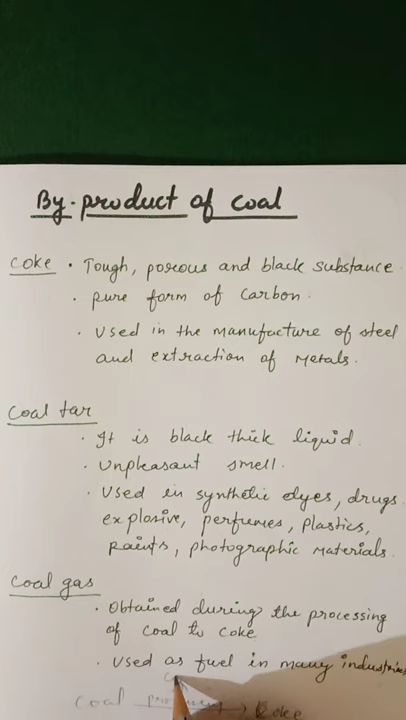 By-product of coal
Coke • Tough, poreous and black substance.
• pure form of Carbon.
• Used in the manufacture of steel
and extraction of Metals.
Coal tar
• It is black thick liquid.
• Unpleasant smell.
• Used in synthetic dyes, drugs
explosive, perfumes, Plastics,
Paints, photographic Materials.
Coal gas
• Obtained during the processing
of Coal to Coke
• Used as fuel in many industries
Coal → Coke